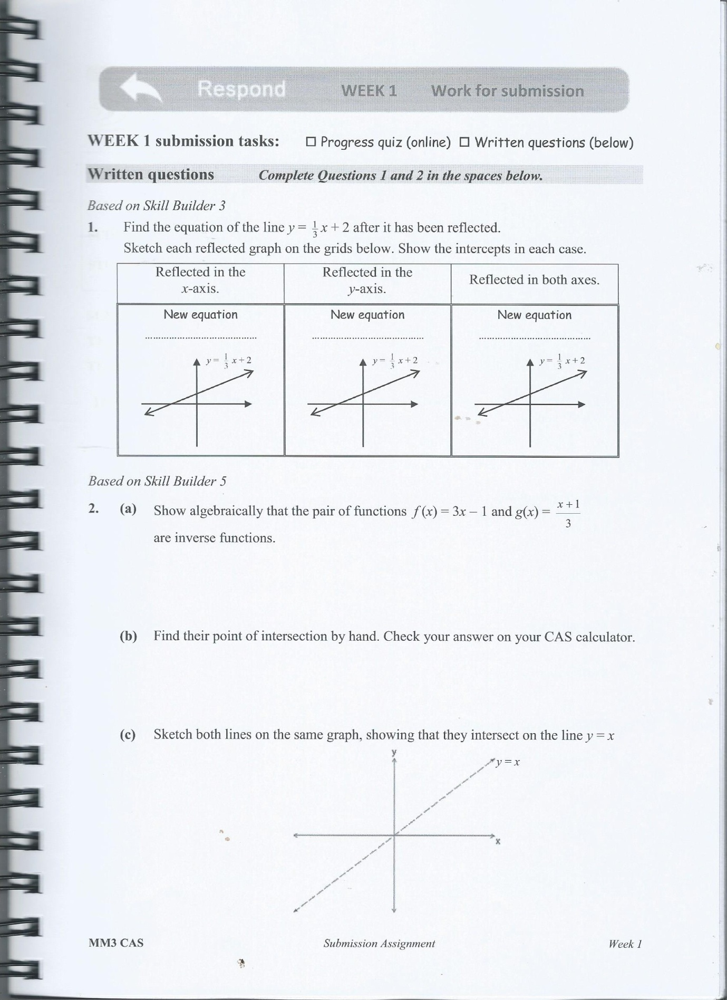 Respond WEEK 1 Work for submission
WEEK 1 submission tasks: ☐ Progress quiz (online) ☐ Written questions (below)
Written questions Complete Questions 1 and 2 in the spaces below.
Based on Skill Builder 3
1. Find the equation of the line y = 1/3 x + 2 after it has been reflected.
Sketch each reflected graph on the grids below. Show the intercepts in each case.
Reflected in the
x-axis.
Reflected in the
y-axis.
Reflected in both axes.
New equation
New equation
New equation
y = 1/3 x + 2
y = 1/3 x + 2
y = 1/3 x + 2
Based on Skill Builder 5
2. (a) Show algebraically that the pair of functions f(x) = 3x – 1 and g(x) = (x + 1)/3
are inverse functions.
(b) Find their point of intersection by hand. Check your answer on your CAS calculator.
(c) Sketch both lines on the same graph, showing that they intersect on the line y = x
y
y = x
x
MM3 CAS Submission Assignment Week 1